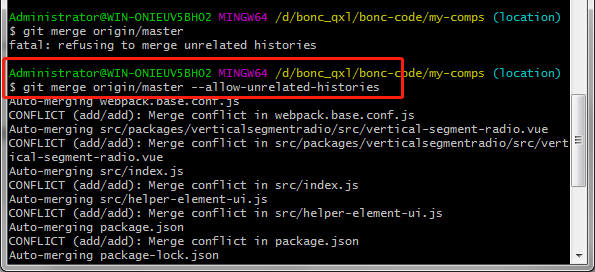 Administrator@WIN-ONIEUV5BHO2 MINGW64 /d/bonc_qxl/bonc-code/my-comps (location)
$ git merge origin/master
fatal: refusing to merge unrelated histories
Administrator@WIN-ONIEUV5BHO2 MINGW64 /d/bonc_qxl/bonc-code/my-comps (location)
$ git merge origin/master --allow-unrelated-histories
Auto-merging webpack.base.conf.js
CONFLICT (add/add): Merge conflict in webpack.base.conf.js
Auto-merging src/packages/verticalsegmentradio/src/vertical-segment-radio.vue
CONFLICT (add/add): Merge conflict in src/packages/verticalsegmentradio/src/vert
ical-segment-radio.vue
Auto-merging src/index.js
CONFLICT (add/add): Merge conflict in src/index.js
Auto-merging src/helper-element-ui.js
CONFLICT (add/add): Merge conflict in src/helper-element-ui.js
Auto-merging package.json
CONFLICT (add/add): Merge conflict in package.json
Auto-merging package-lock.json